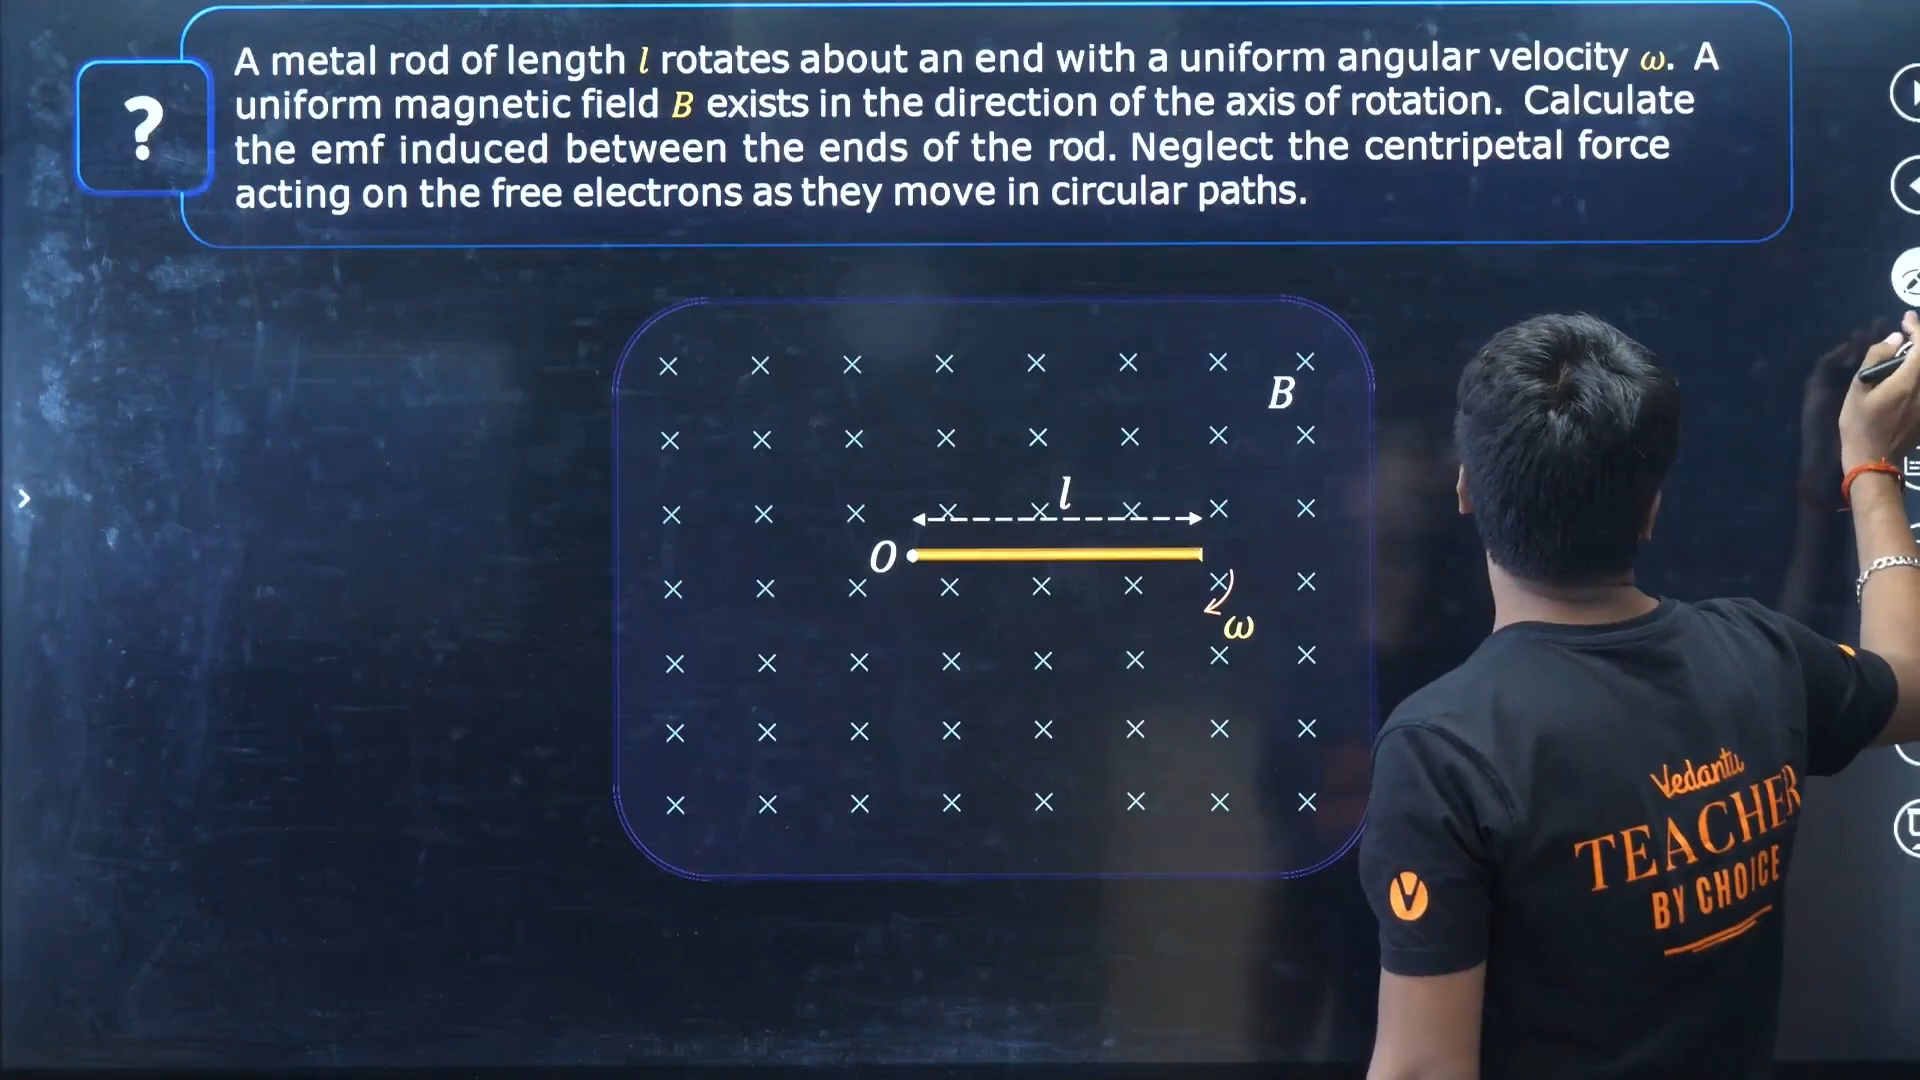 ?
A metal rod of length l rotates about an end with a uniform angular velocity ω. A
uniform magnetic field B exists in the direction of the axis of rotation. Calculate
the emf induced between the ends of the rod. Neglect the centripetal force
acting on the free electrons as they move in circular paths.
B
l
O
ω
Vedantu
TEACHER
BY CHOICE
V